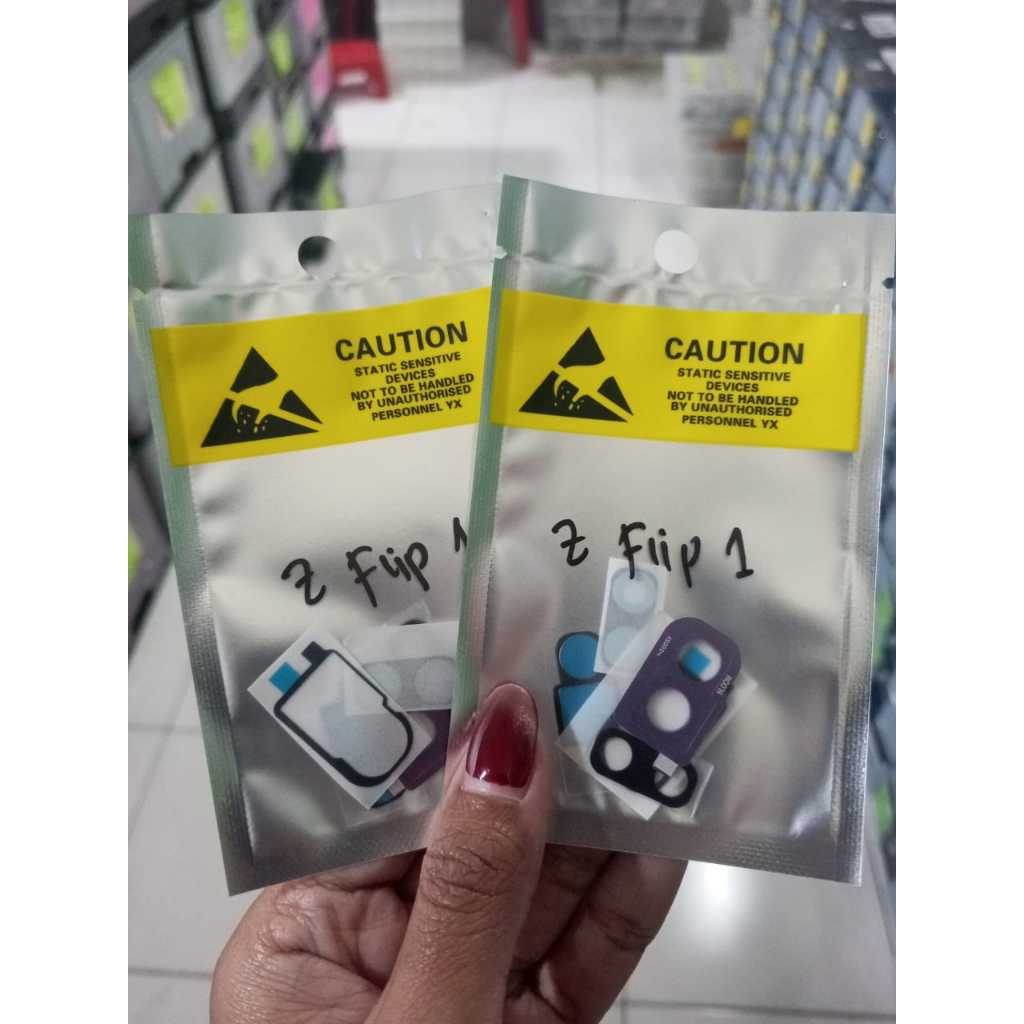 CAUTION
STATIC SENSITIVE
DEVICES
NOT TO BE HANDLED
BY UNAUTHORISED
PERSONNEL YX
Z Flip 1
CAUTION
STATIC SENSITIVE
DEVICES
NOT TO BE HANDLED
BY UNAUTHORISED
PERSONNEL YX
Z Flip 1